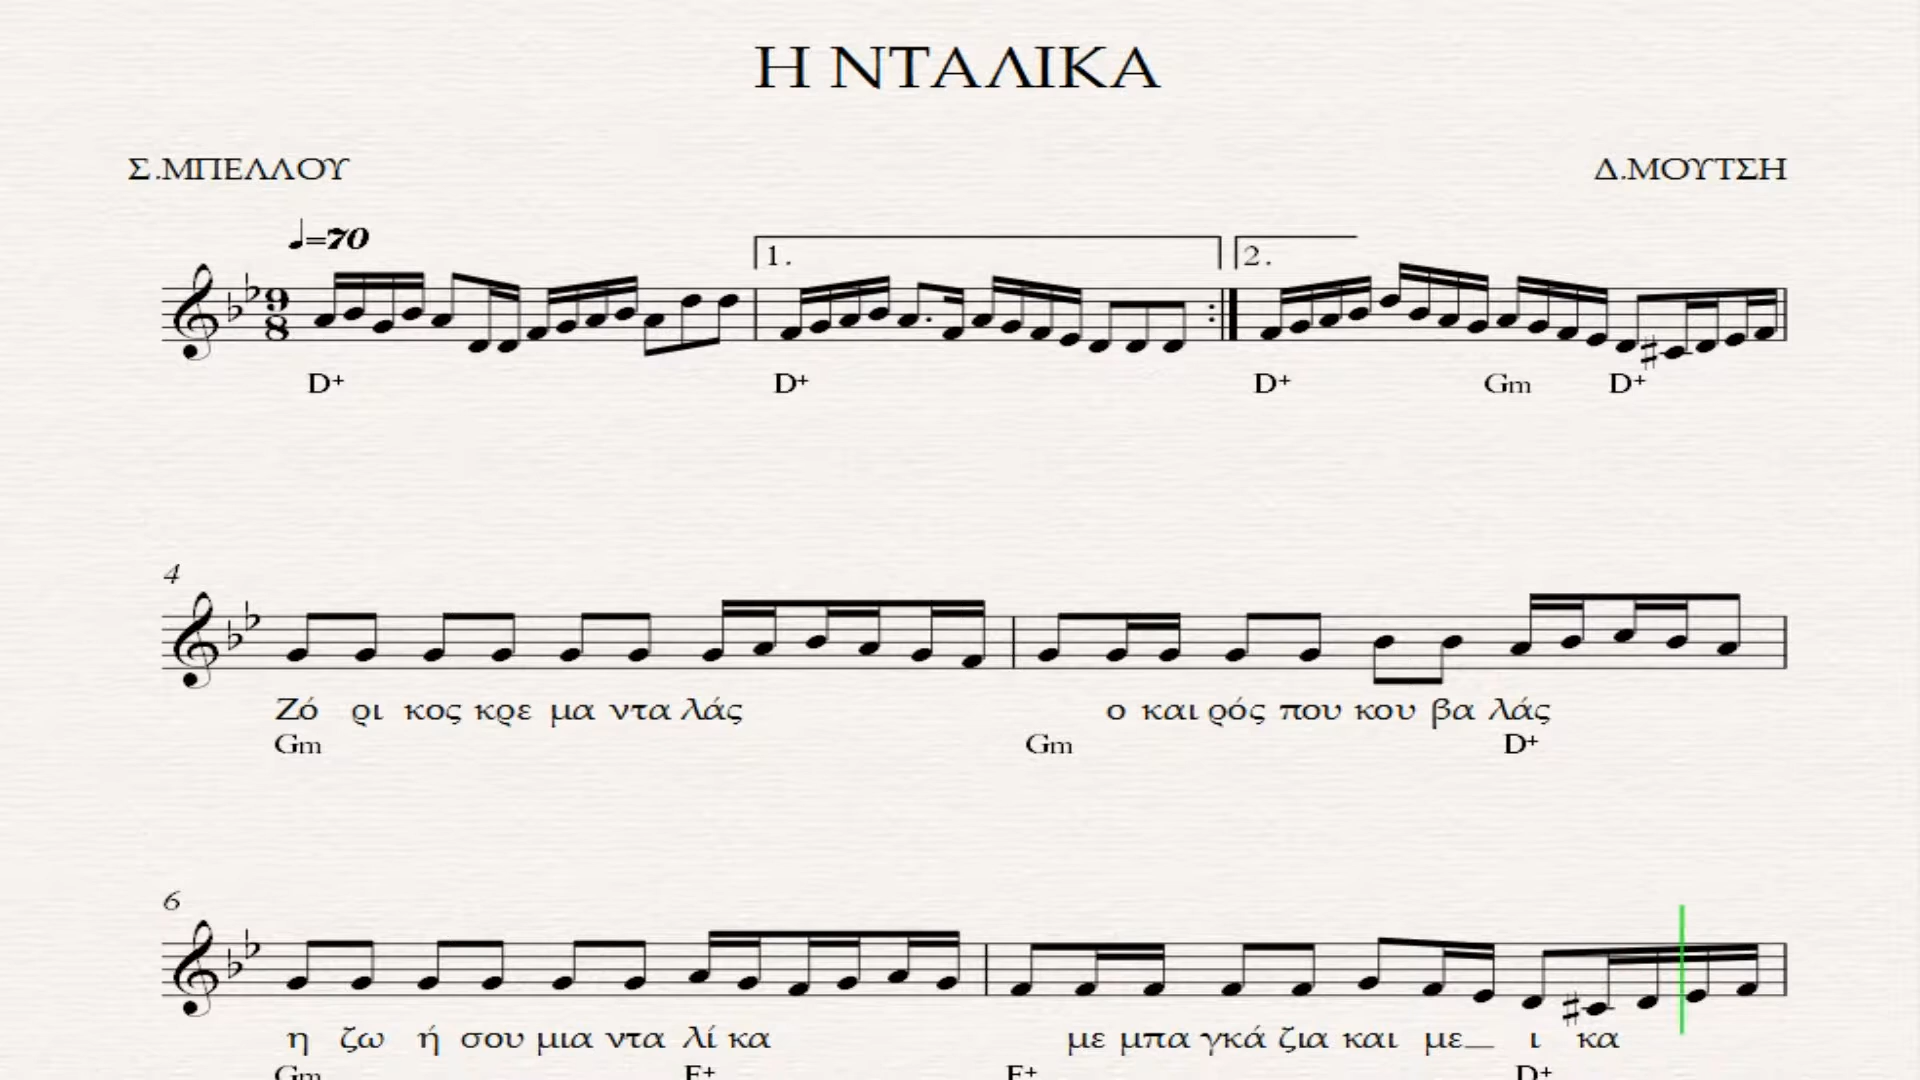 Η ΝΤΑΛΙΚΑ
Σ.ΜΠΕΛΛΟΥ Δ.ΜΟΥΤΣΗ
♩=70
1. 2.
9 8
D+ D+ D+ Gm D+
4
Ζό ρι κος κρε μα ντα λάς ο και ρός που κου βα λάς
Gm Gm D+
6
η ζω ή σου μια ντα λί κα με μπα γκά ζια και με_ ι κα
Gm F+ F+ D+